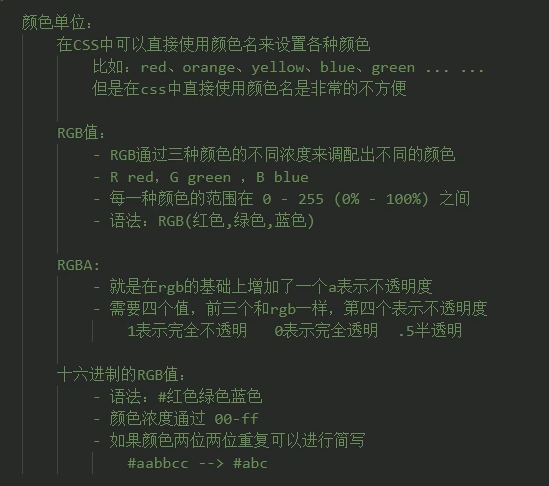 颜色单位：
在CSS中可以直接使用颜色名来设置各种颜色
比如：red、orange、yellow、blue、green ... ...
但是在css中直接使用颜色名是非常的不方便
RGB值：
- RGB通过三种颜色的不同浓度来调配出不同的颜色
- R red，G green ，B blue
- 每一种颜色的范围在 0 - 255 (0% - 100%) 之间
- 语法：RGB(红色,绿色,蓝色)
RGBA:
- 就是在rgb的基础上增加了一个a表示不透明度
- 需要四个值，前三个和rgb一样，第四个表示不透明度
1表示完全不透明 0表示完全透明 .5半透明
十六进制的RGB值：
- 语法：#红色绿色蓝色
- 颜色浓度通过 00-ff
- 如果颜色两位两位重复可以进行简写
#aabbcc --> #abc